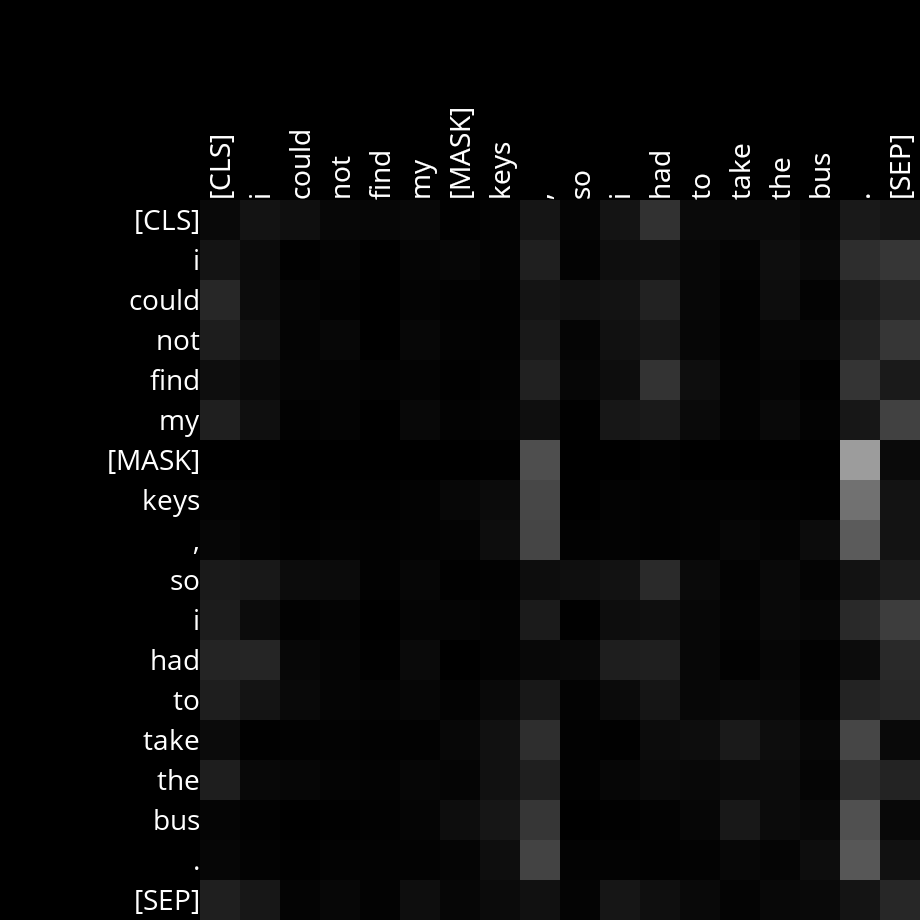 [CLS] i could not find my [MASK] keys , so i had to take the bus . [SEP]
[CLS]
i
could
not
find
my
[MASK]
keys
,
so
i
had
to
take
the
bus
.
[SEP]